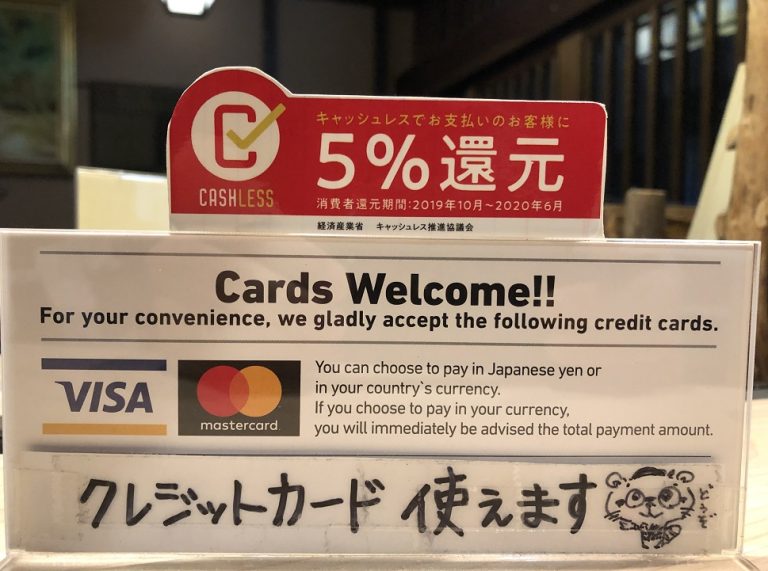 キャッシュレスでお支払いのお客様に
5%還元
CASHLESS
消費者還元期間:2019年10月〜2020年6月
経済産業省 キャッシュレス推進協議会
Cards Welcome!!
For your convenience, we gladly accept the following credit cards.
VISA
mastercard
You can choose to pay in Japanese yen or
in your country`s currency.
If you choose to pay in your currency,
you will immediately be advised the total payment amount.
クレジットカード 使えます
どうぞ